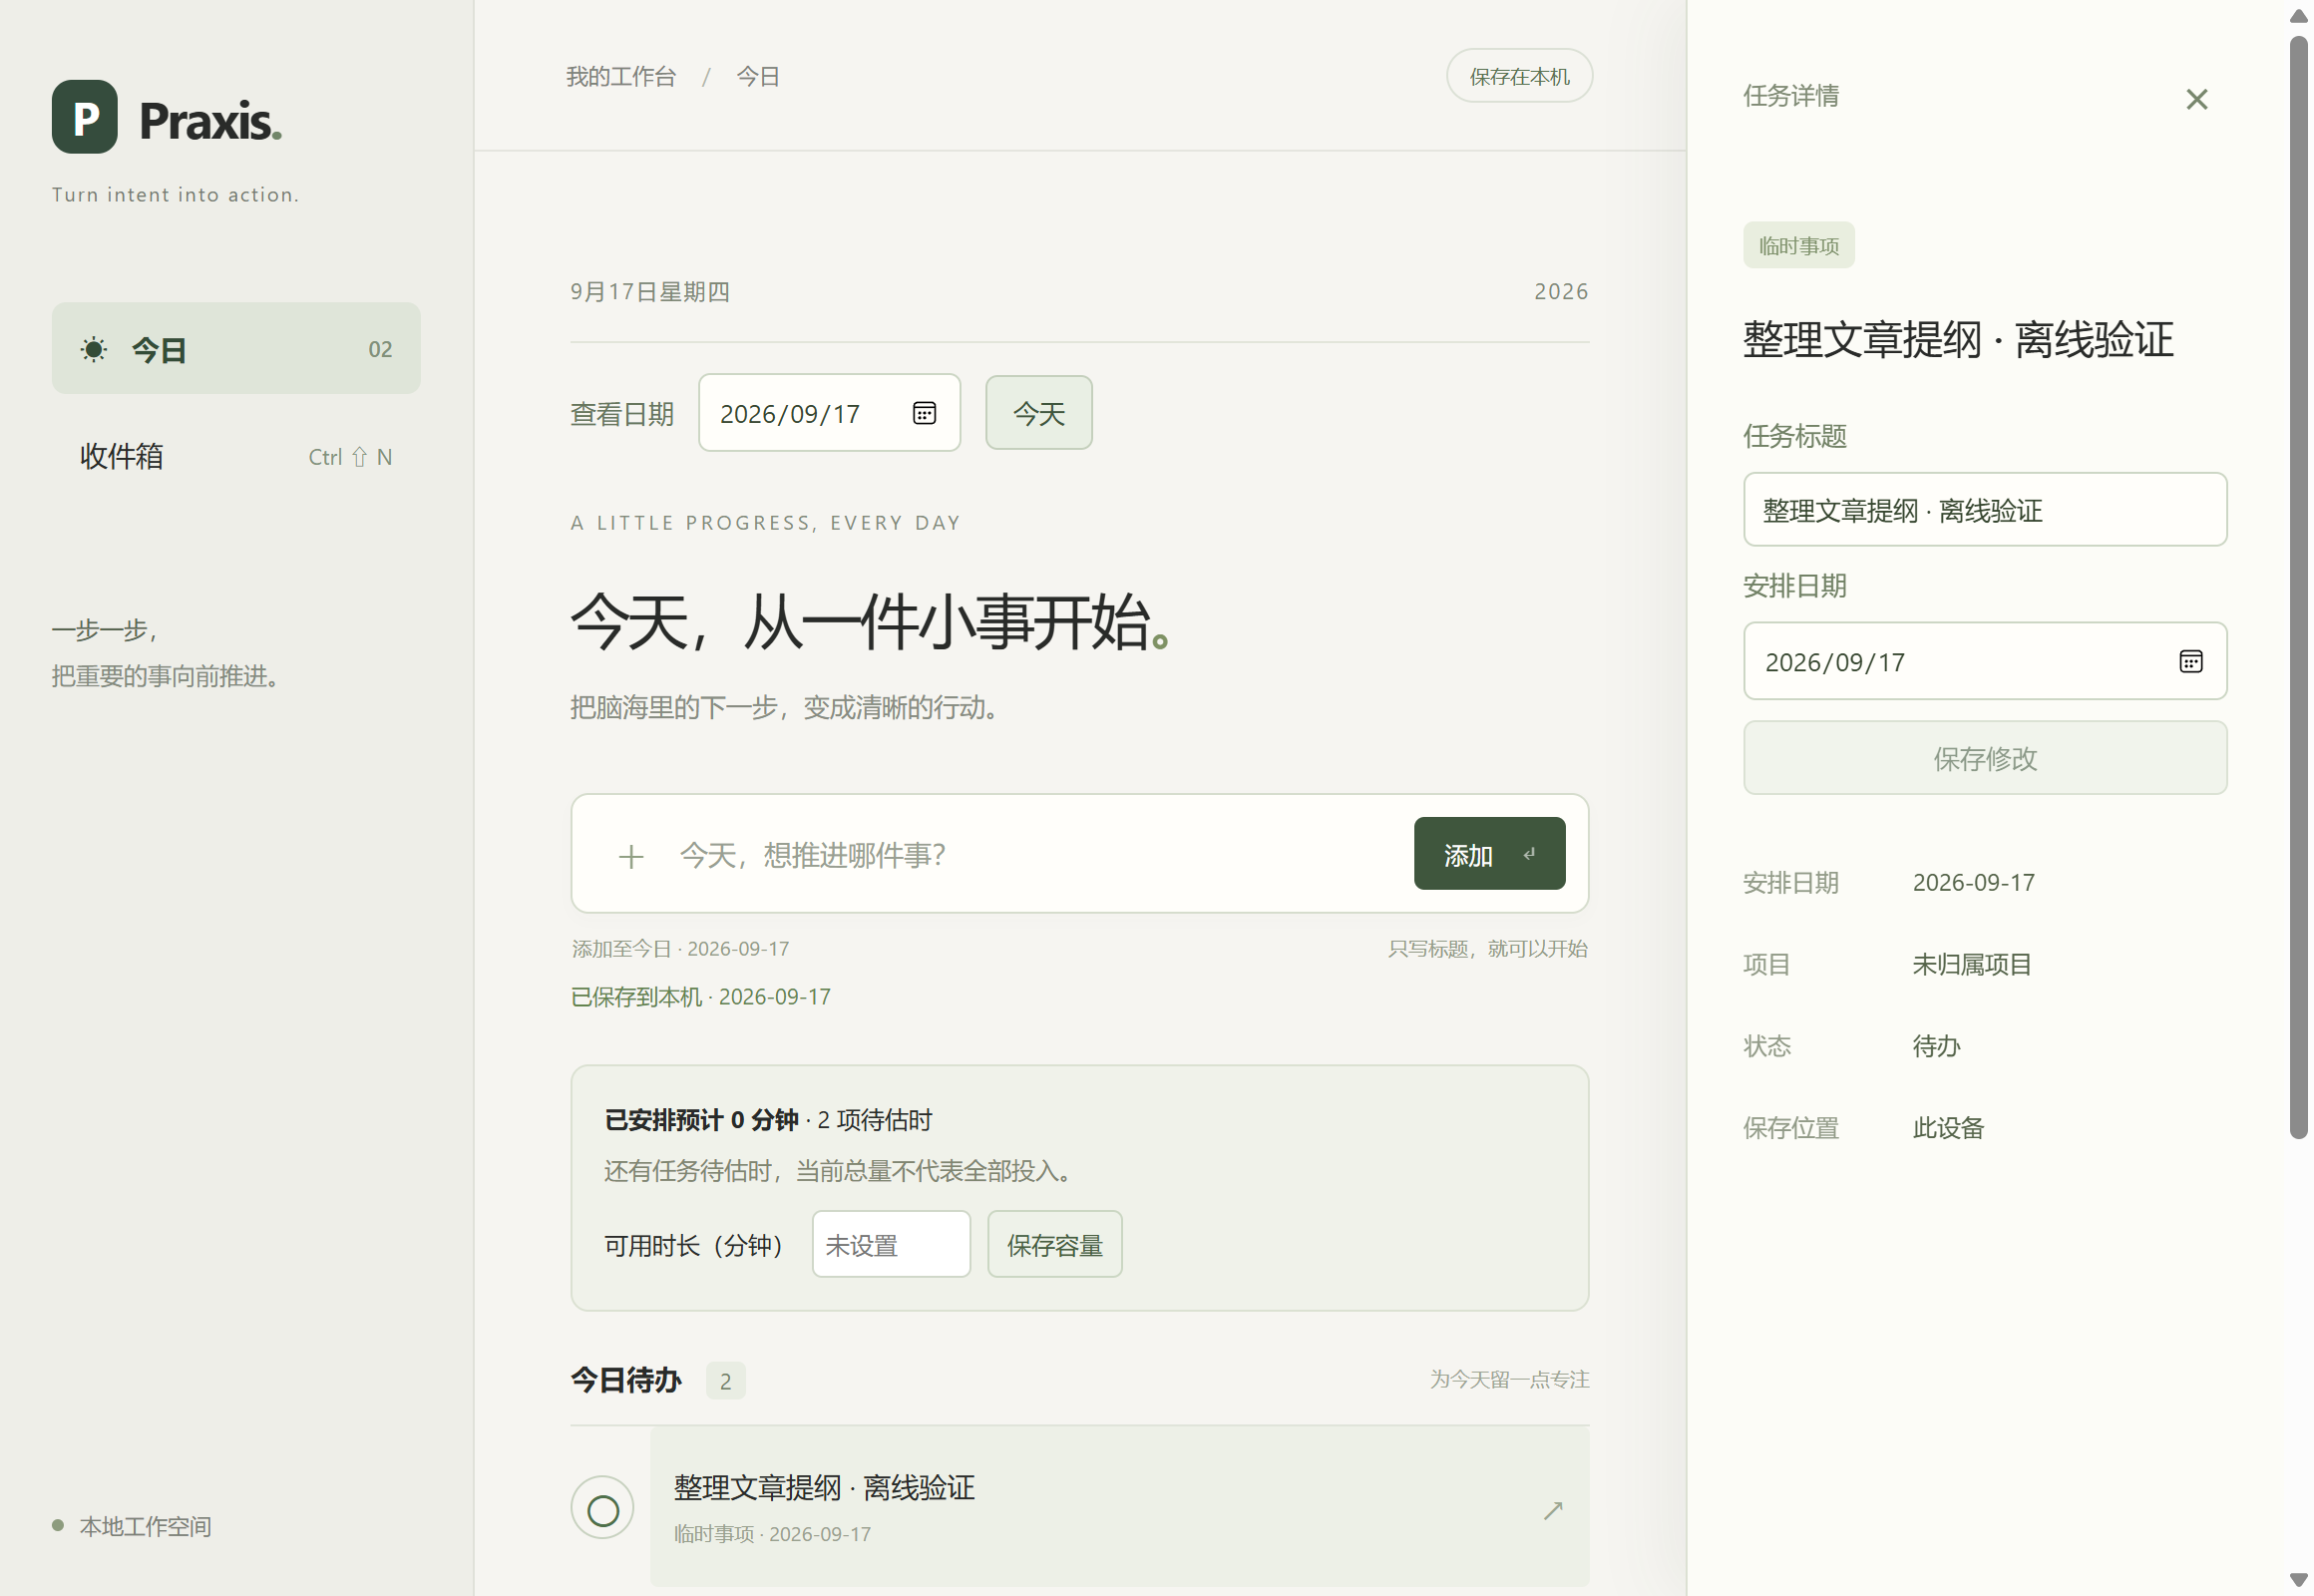 P Praxis.
Turn intent into action.
今日 02
收件箱 Ctrl ⇧ N
一步一步，
把重要的事向前推进。
本地工作空间
我的工作台 / 今日
保存在本机
9月17日星期四 2026
查看日期 2026/09/17 今天
A LITTLE PROGRESS, EVERY DAY
今天，从一件小事开始。
把脑海里的下一步，变成清晰的行动。
今天，想推进哪件事？ 添加 ↵
添加至今日 · 2026-09-17 只写标题，就可以开始
已保存到本机 · 2026-09-17
已安排预计 0 分钟 · 2 项待估时
还有任务待估时，当前总量不代表全部投入。
可用时长（分钟） 未设置 保存容量
今日待办 2 为今天留一点专注
整理文章提纲 · 离线验证
临时事项 · 2026-09-17
任务详情
临时事项
整理文章提纲 · 离线验证
任务标题
整理文章提纲 · 离线验证
安排日期
2026/09/17
保存修改
安排日期 2026-09-17
项目 未归属项目
状态 待办
保存位置 此设备